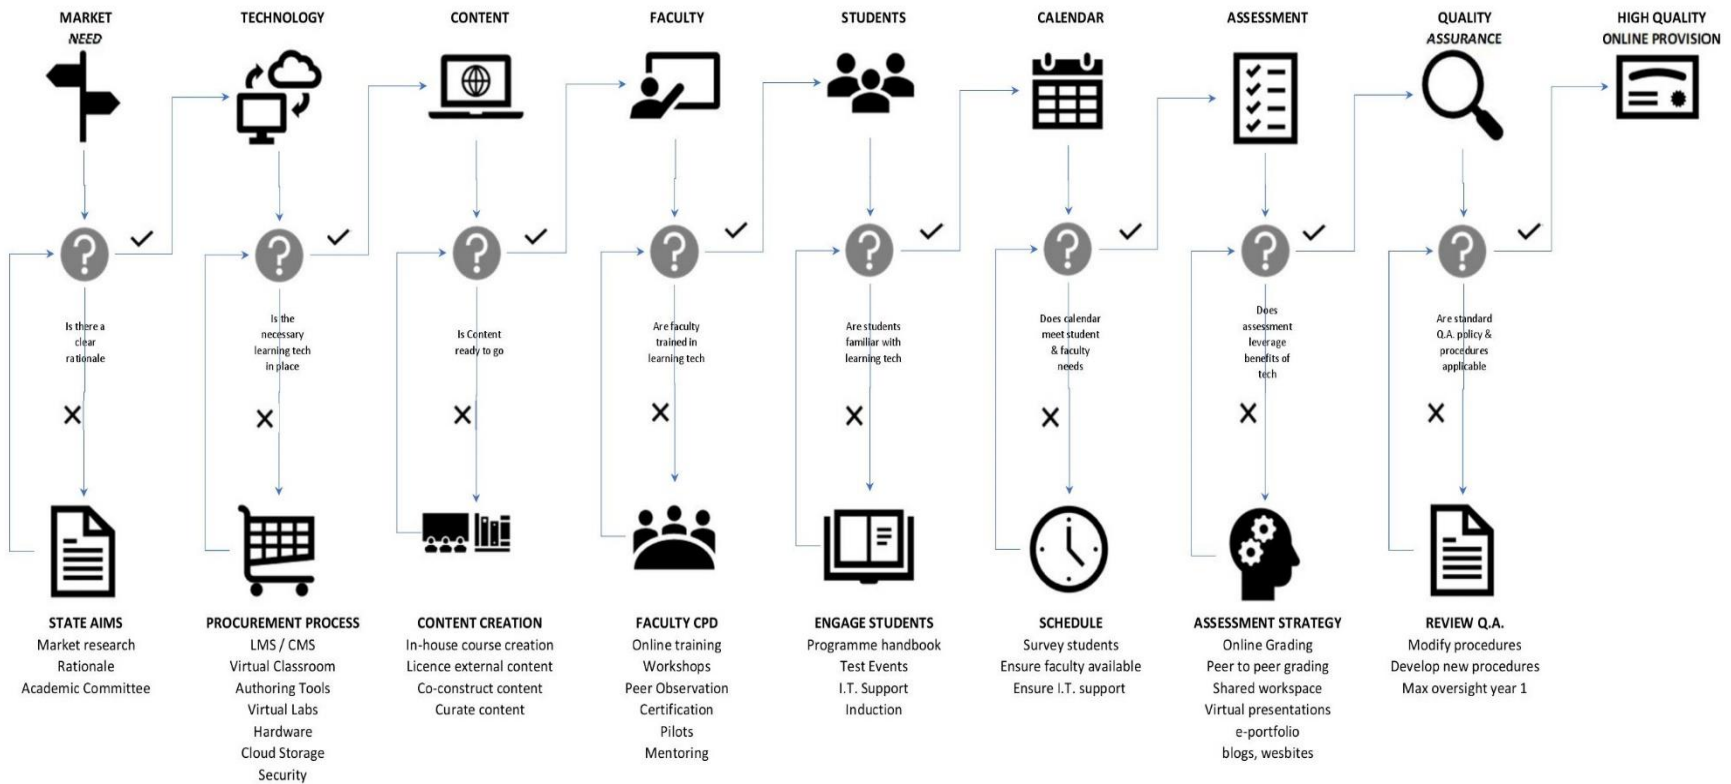 MARKET
NEED
TECHNOLOGY
CONTENT
FACULTY
STUDENTS
CALENDAR
ASSESSMENT
QUALITY
ASSURANCE
HIGH QUALITY
ONLINE PROVISION
?
?
?
?
?
?
?
?
Is there a
clear
rationale
Is the
necessary
learning tech
in place
Is Content
ready to go
Are faculty
trained in
learning tech
Are students
familiar with
learning tech
Does calendar
meet student
& faculty
needs
Does
assessment
leverage
benefits of
tech
Are standard
Q.A. policy &
procedures
applicable
STATE AIMS
Market research
Rationale
Academic Committee
PROCUREMENT PROCESS
LMS / CMS
Virtual Classroom
Authoring Tools
Virtual Labs
Hardware
Cloud Storage
Security
CONTENT CREATION
In-house course creation
Licence external content
Co-construct content
Curate content
FACULTY CPD
Online training
Workshops
Peer Observation
Certification
Pilots
Mentoring
ENGAGE STUDENTS
Programme handbook
Test Events
I.T. Support
Induction
SCHEDULE
Survey students
Ensure faculty available
Ensure I.T. support
ASSESSMENT STRATEGY
Online Grading
Peer to peer grading
Shared workspace
Virtual presentations
e-portfolio
blogs, wesbites
REVIEW Q.A.
Modify procedures
Develop new procedures
Max oversight year 1